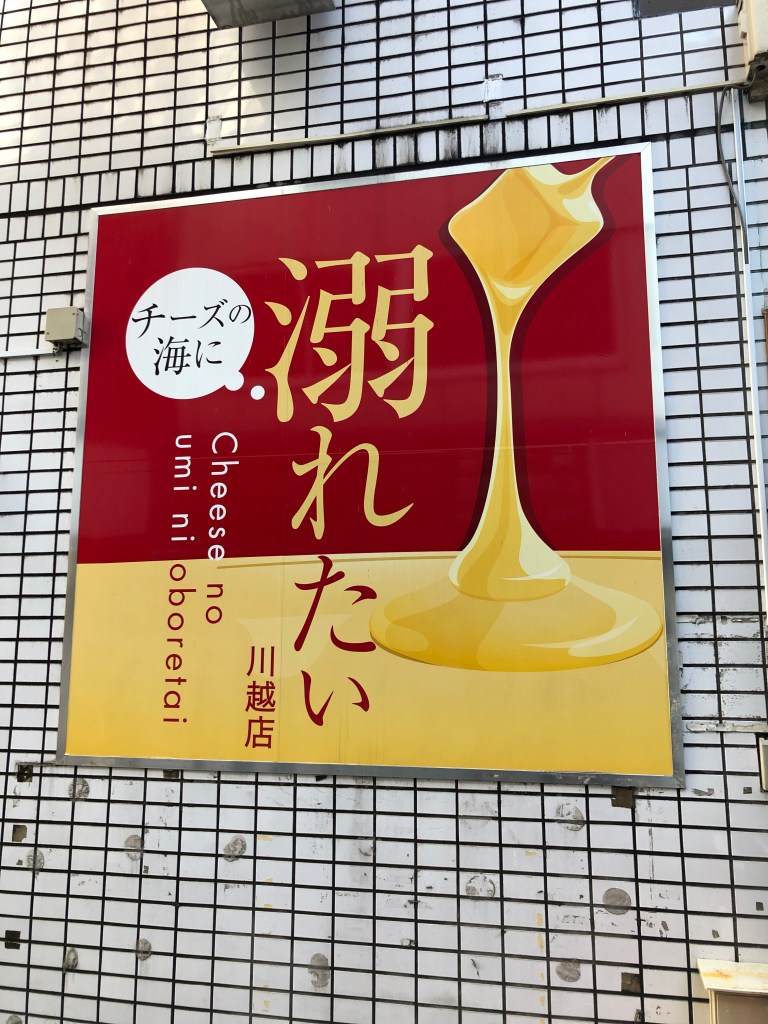 チーズの
海に
溺れたい
Cheese no
umi ni oboretai
川越店